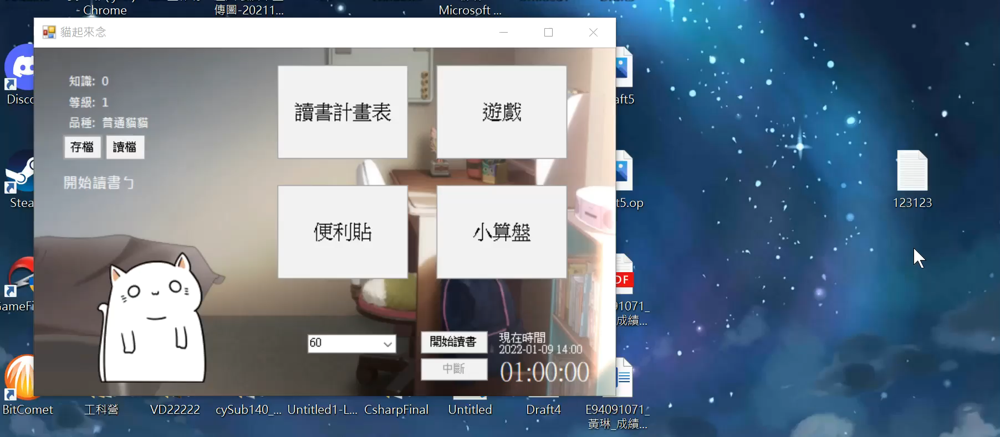 - Chrome
傳圖-20211...
Microsoft ...
貓起來念
知識: 0
等級: 1
品種: 普通貓貓
存檔
讀檔
開始讀書ㄅ
讀書計畫表
遊戲
便利貼
小算盤
60
開始讀書
中斷
現在時間
2022-01-09 14:00
01:00:00
Disco
Stea
GameFi
BitComet
工科營
VD22222
cySub140_...
Untitled1-L...
CsharpFinal
Untitled
Draft4
E94091071_
黃琳_成績...
aft5
t5.op
DF
91071_
成績...
123123